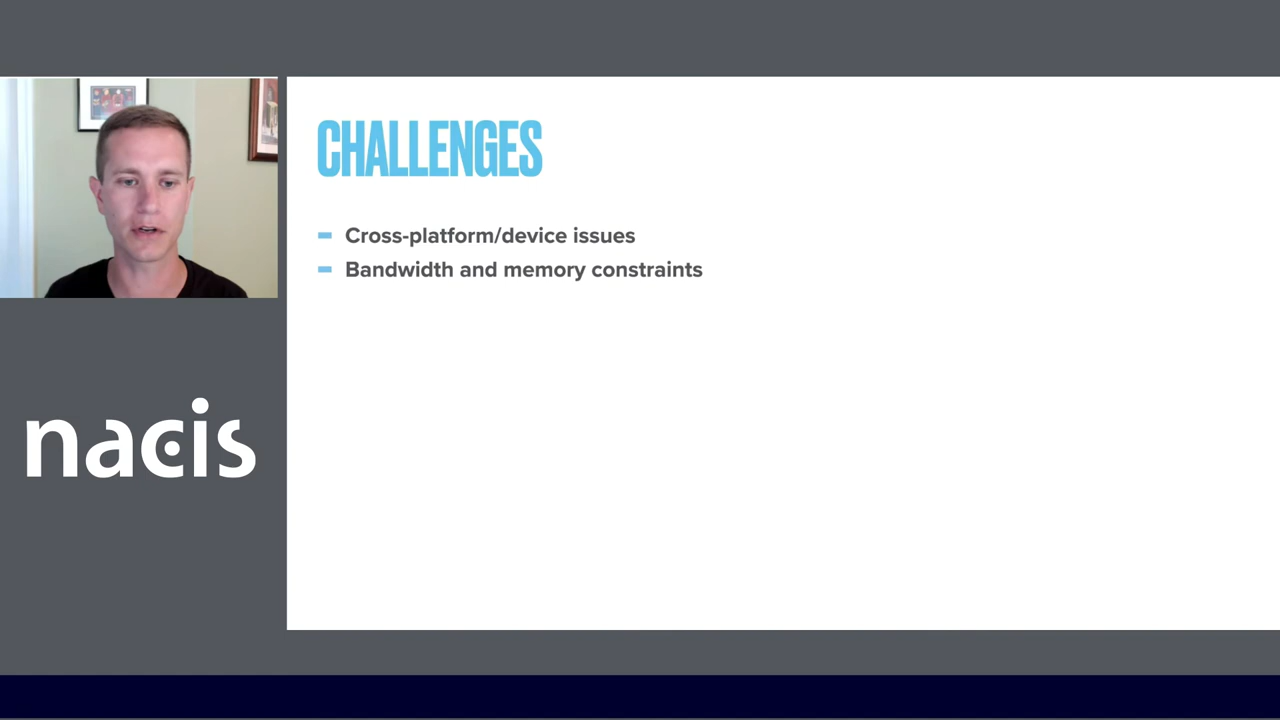 CHALLENGES
Cross-platform/device issues
Bandwidth and memory constraints
nacis